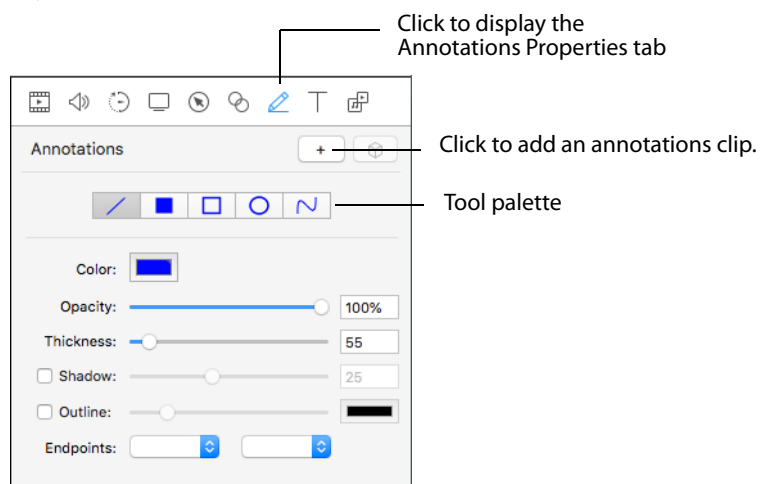 Click to display the
Annotations Properties tab
Annotations
+
Click to add an annotations clip.
Tool palette
Color:
Opacity:
100%
Thickness:
55
Shadow:
25
Outline:
Endpoints: